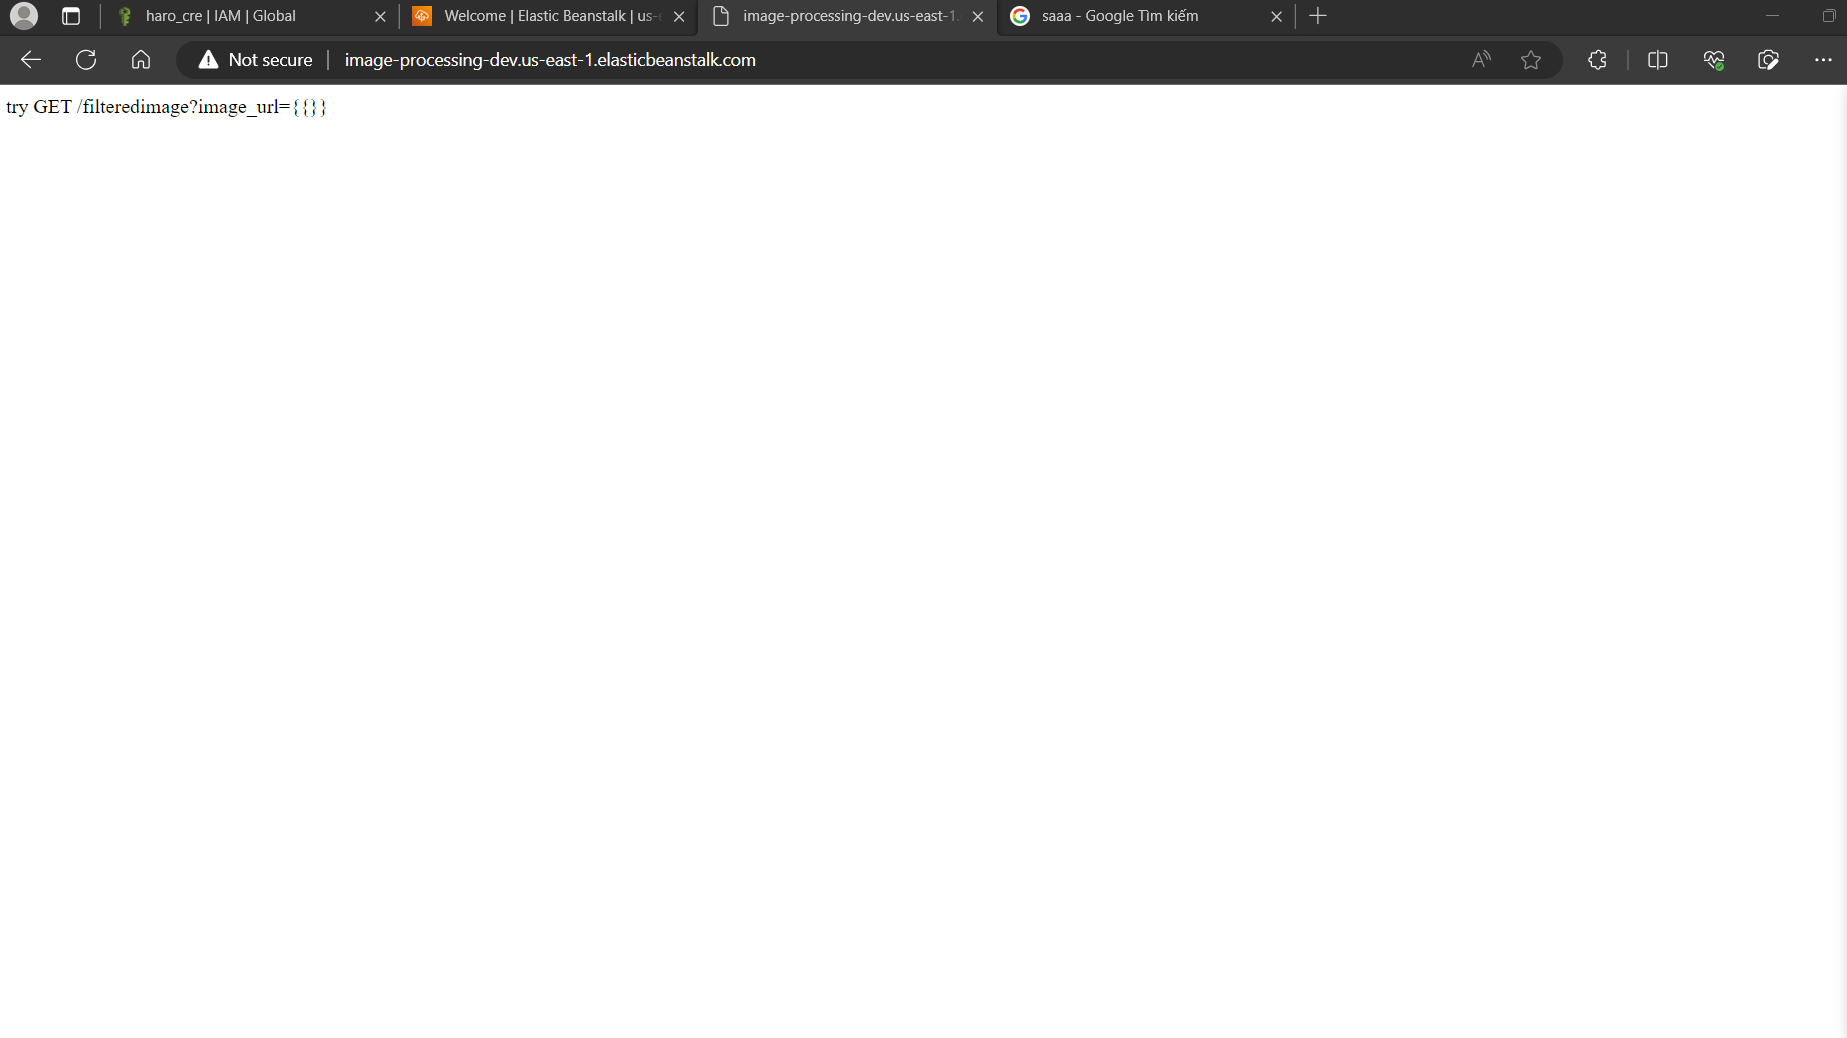 haro_cre | IAM | Global
Welcome | Elastic Beanstalk | us-
image-processing-dev.us-east-1.
saaa - Google Tìm kiếm
Not secure
image-processing-dev.us-east-1.elasticbeanstalk.com
try GET /filteredimage?image_url={{}}